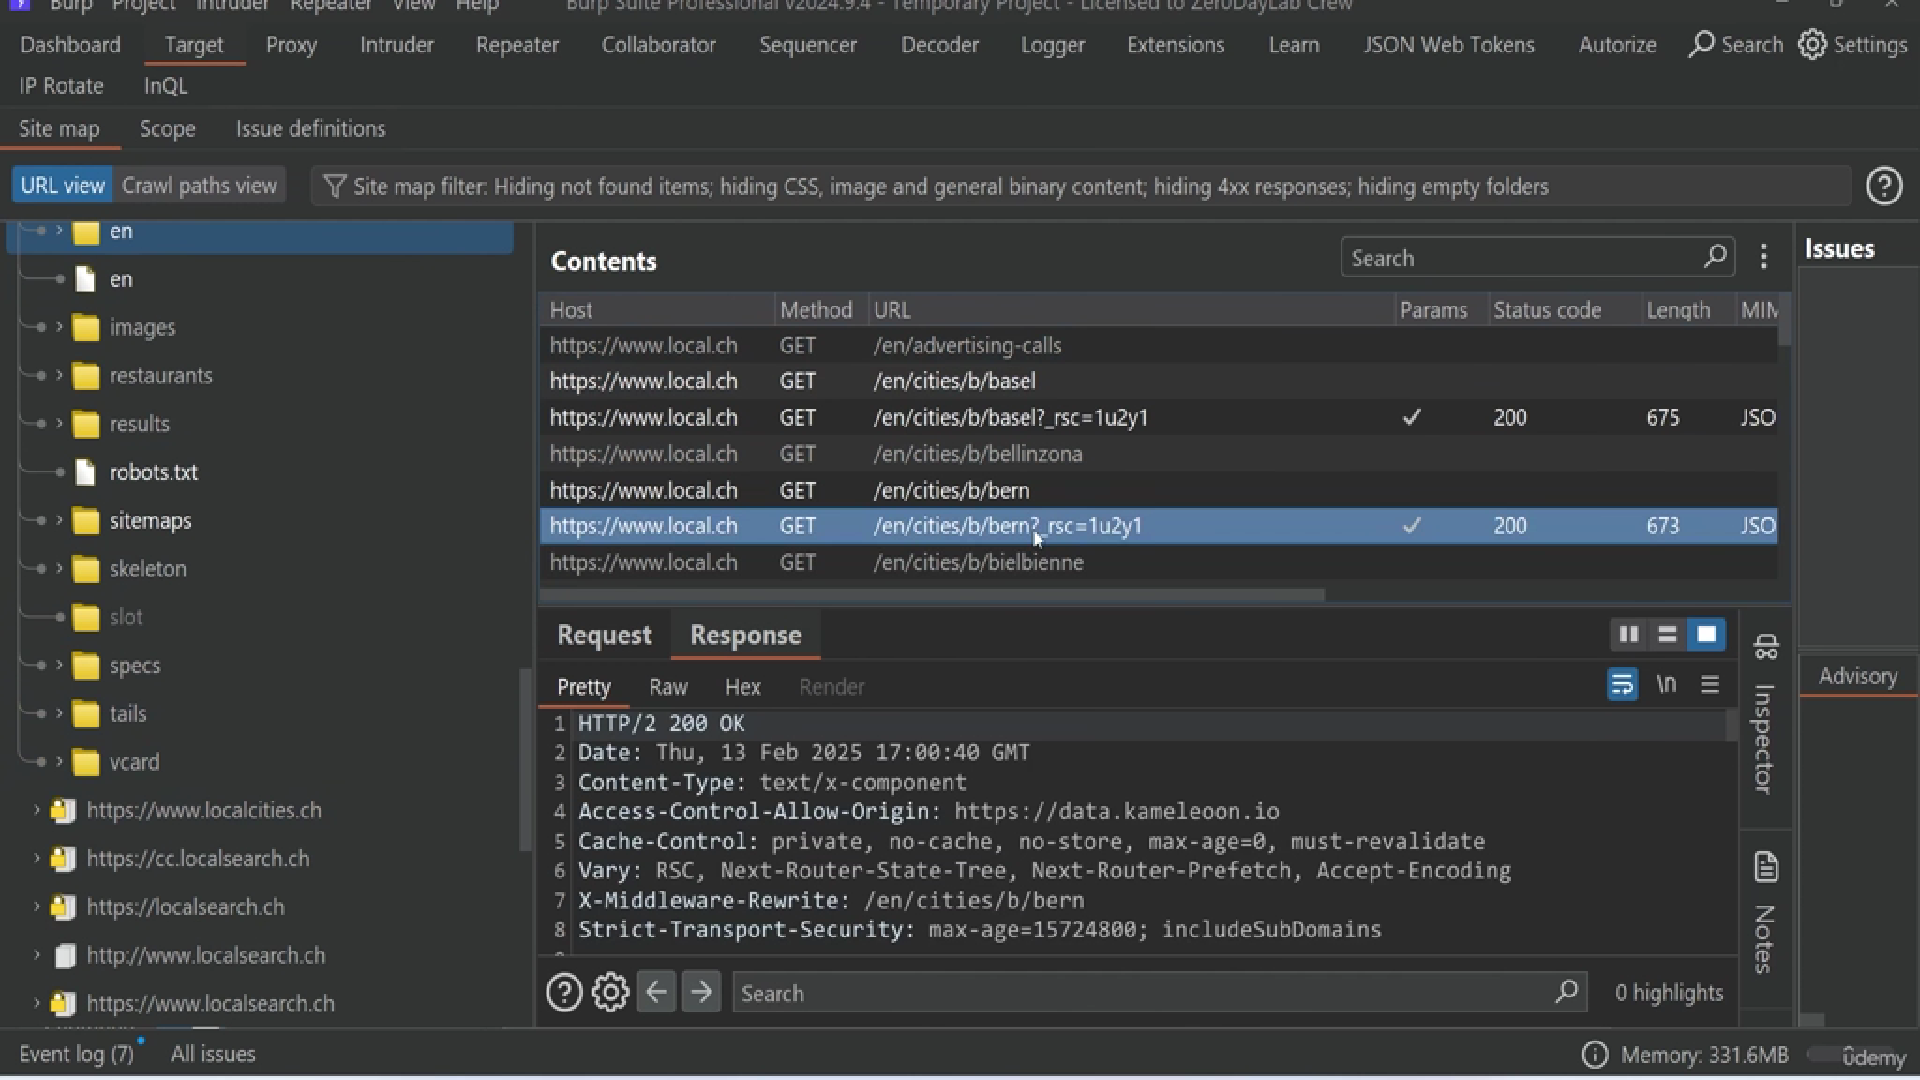 Burp Project Intruder Repeater View Help Burp Suite Professional v2024.9.4 - Temporary Project - Licensed to ZeroDayLab Crew
Dashboard Target Proxy Intruder Repeater Collaborator Sequencer Decoder Logger Extensions Learn JSON Web Tokens Autorize Search Settings
IP Rotate InQL
Site map Scope Issue definitions
URL view Crawl paths view Site map filter: Hiding not found items; hiding CSS, image and general binary content; hiding 4xx responses; hiding empty folders
en
en
images
restaurants
results
robots.txt
sitemaps
skeleton
slot
specs
tails
vcard
https://www.localcities.ch
https://cc.localsearch.ch
https://localsearch.ch
http://www.localsearch.ch
https://www.localsearch.ch
Contents Search
Host Method URL Params Status code Length MIM
https://www.local.ch GET /en/advertising-calls
https://www.local.ch GET /en/cities/b/basel
https://www.local.ch GET /en/cities/b/basel?_rsc=1u2y1 ✓ 200 675 JSO
https://www.local.ch GET /en/cities/b/bellinzona
https://www.local.ch GET /en/cities/b/bern
https://www.local.ch GET /en/cities/b/bern?_rsc=1u2y1 ✓ 200 673 JSO
https://www.local.ch GET /en/cities/b/bielbienne
Request Response
Pretty Raw Hex Render \n
1 HTTP/2 200 OK
2 Date: Thu, 13 Feb 2025 17:00:40 GMT
3 Content-Type: text/x-component
4 Access-Control-Allow-Origin: https://data.kameleoon.io
5 Cache-Control: private, no-cache, no-store, max-age=0, must-revalidate
6 Vary: RSC, Next-Router-State-Tree, Next-Router-Prefetch, Accept-Encoding
7 X-Middleware-Rewrite: /en/cities/b/bern
8 Strict-Transport-Security: max-age=15724800; includeSubDomains
Search 0 highlights
Inspector
Notes
Issues
Advisory
Event log (7) All issues Memory: 331.6MB
ûdemy